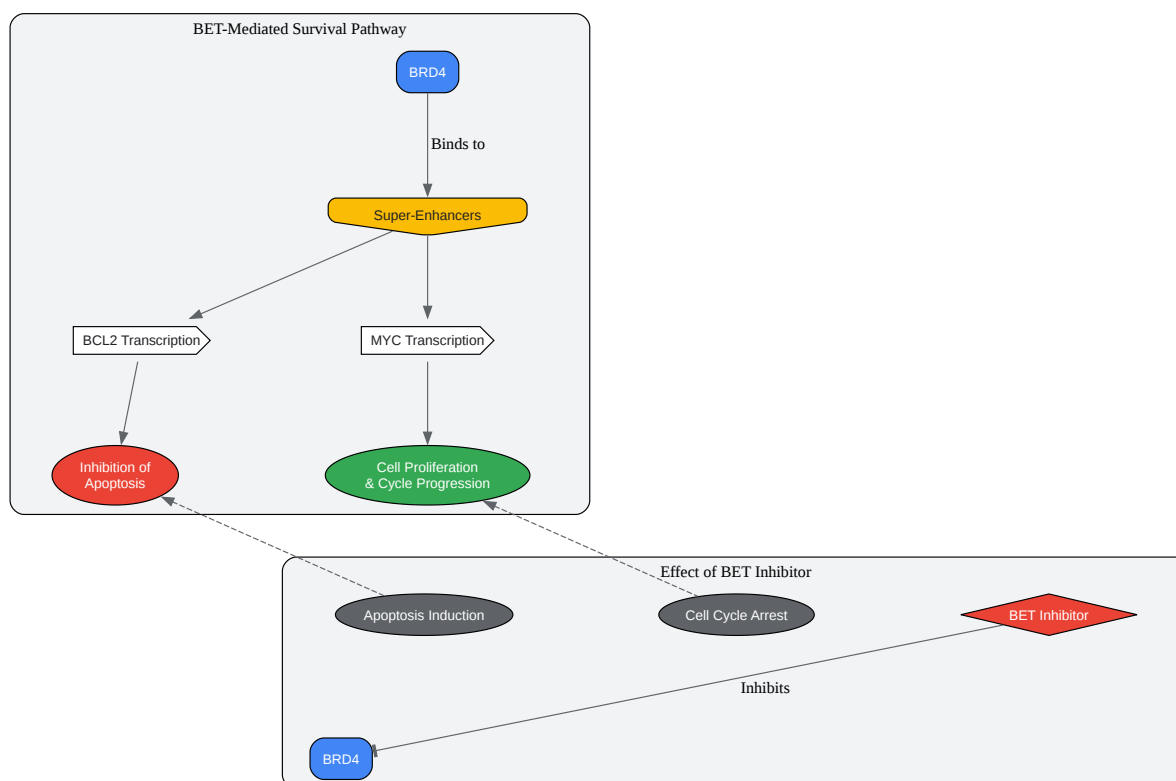 BET-Mediated Survival Pathway
BRD4
Binds to
Super-Enhancers
BCL2 Transcription
MYC Transcription
Inhibition of
Apoptosis
Cell Proliferation
& Cycle Progression
Effect of BET Inhibitor
Apoptosis Induction
Cell Cycle Arrest
BET Inhibitor
Inhibits
BRD4